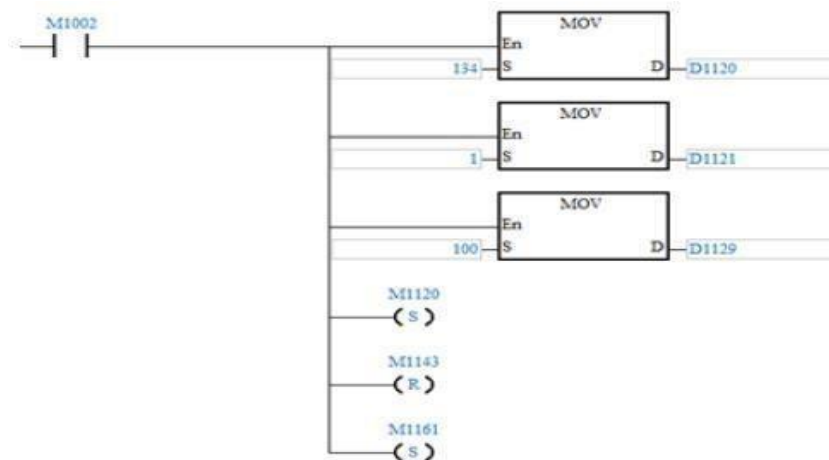 M1002
MOV
En
134 S D D1120
MOV
En
1 S D D1121
MOV
En
100 S D D1129
M1120
S
M1143
R
M1161
S